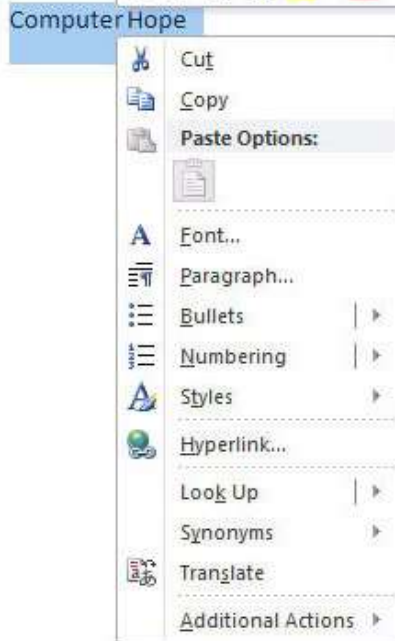 Computer Hope
Cut
Copy
Paste Options:
Font...
Paragraph...
Bullets
Numbering
Styles
Hyperlink...
Look Up
Synonyms
Translate
Additional Actions